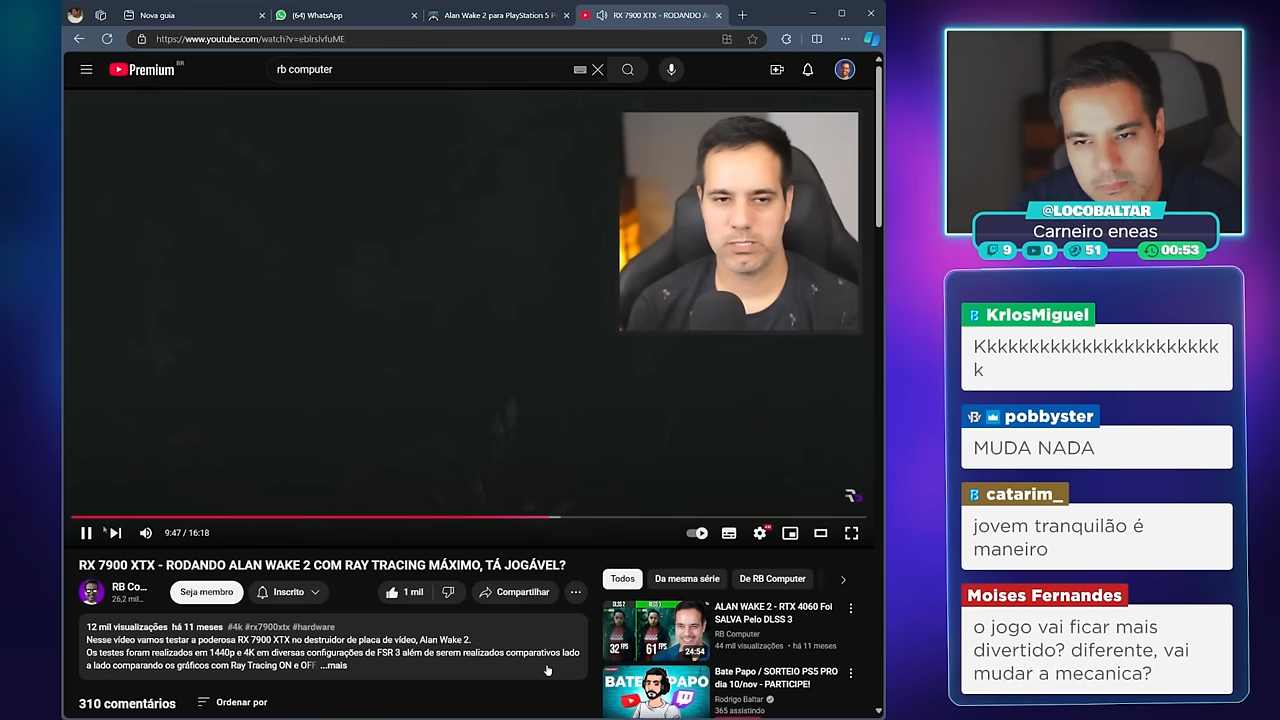 Nova guia
(64) WhatsApp
Alan Wake 2 para PlayStation 5
RX 7900 XTX - RODANDO
https://www.youtube.com/watch?v=eblrslvfuME
Premium BR
rb computer
9:47 / 16:18
RX 7900 XTX - RODANDO ALAN WAKE 2 COM RAY TRACING MÁXIMO, TÁ JOGÁVEL?
RB Co...
26,2 mil...
Seja membro
Inscrito
1 mil
Compartilhar
12 mil visualizações há 11 meses #4k #rx7900xtx #hardware
Nesse vídeo vamos testar a poderosa RX 7900 XTX no destruidor de placa de vídeo, Alan Wake 2.
Os testes foram realizados em 1440p e 4K em diversas configurações de FSR 3 além de serem realizados comparativos lado
a lado comparando os gráficos com Ray Tracing ON e OFF. ...mais
310 comentários
Ordenar por
Todos
Da mesma série
De RB Computer
32 FPS
61 FPS
24:54
ALAN WAKE 2 - RTX 4060 FoI
SALVA Pelo DLSS 3
RB Computer
44 mil visualizações • há 11 meses
BATE PAPO
Bate Papo / SORTEIO PS5 PRO
dia 10/nov - PARTICIPE!
Rodrigo Baltar
365 assistindo
@LOCOBALTAR
Carneiro eneas
9
0
51
00:53
KrlosMiguel
Kkkkkkkkkkkkkkkkkkkkkkk
k
pobbyster
MUDA NADA
catarim_
jovem tranquilão é
maneiro
Moises Fernandes
o jogo vai ficar mais
divertido? diferente, vai
mudar a mecanica?